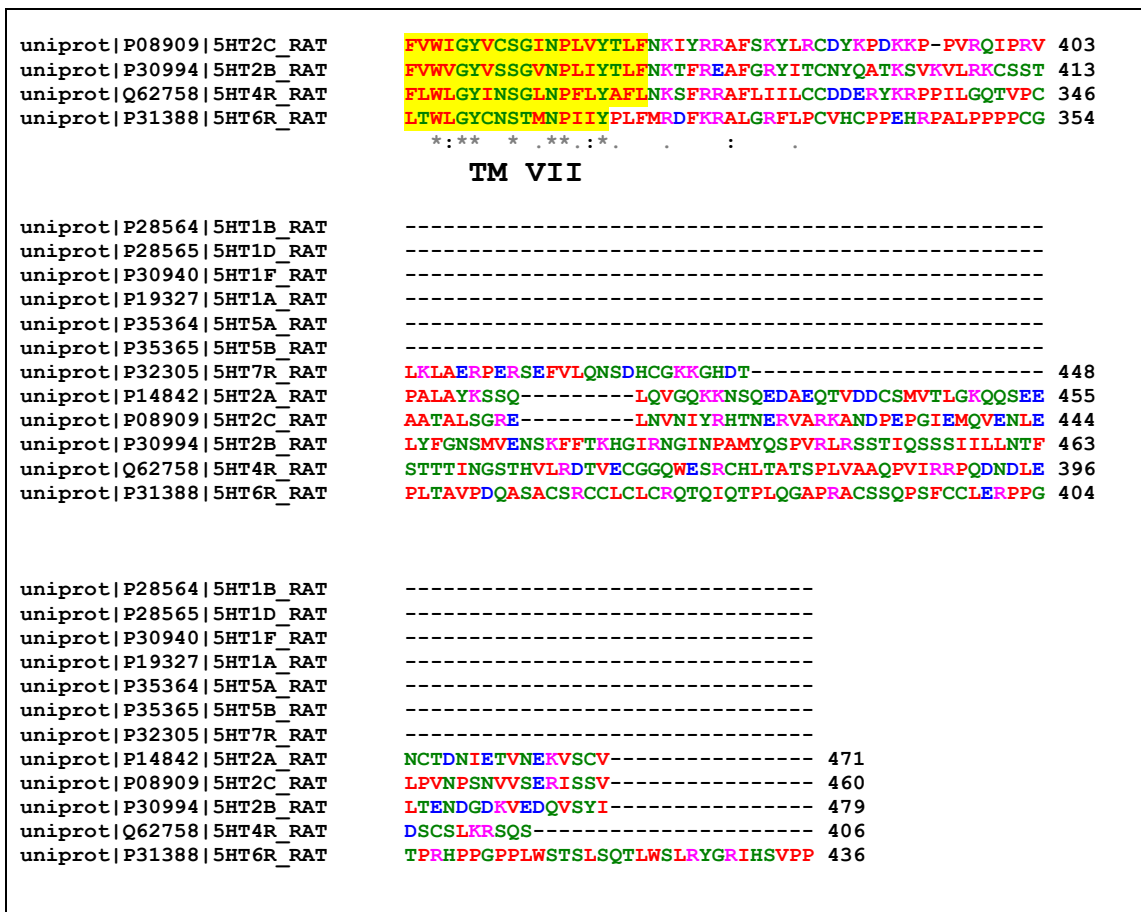 uniprot|P08909|5HT2C_RAT FVWIGYVCSGINPLVYTLFNKIYRRAFSKYLRCDYKPDKKP-PVRQIPRV 403
uniprot|P30994|5HT2B_RAT FVWVGYVSSGVNPLIYTLFNKTFREAFGRYITCNYQATKSVKVLRKCSST 413
uniprot|Q62758|5HT4R_RAT FLWLGYINSGLNPFLYAFLNKSFRRAFLIILCCDDERYKRPPILGQTVPC 346
uniprot|P31388|5HT6R_RAT LTWLGYCNSTMNPIIYPLFMRDFKRALGRFLPCVHCPPEHRPALPPPPCG 354
*:** * .**.:*. . : .
TM VII
uniprot|P28564|5HT1B_RAT --------------------------------------------------
uniprot|P28565|5HT1D_RAT --------------------------------------------------
uniprot|P30940|5HT1F_RAT --------------------------------------------------
uniprot|P19327|5HT1A_RAT --------------------------------------------------
uniprot|P35364|5HT5A_RAT --------------------------------------------------
uniprot|P35365|5HT5B_RAT --------------------------------------------------
uniprot|P32305|5HT7R_RAT LKLAERPERSEFVLQNSDHCGKKGHDT----------------------- 448
uniprot|P14842|5HT2A_RAT PALAYKSSQ---------LQVGQKKNSQEDAEQTVDDCSMVTLGKQQSEE 455
uniprot|P08909|5HT2C_RAT AATALSGRE---------LNVNIYRHTNERVARKANDPEPGIEMQVENLE 444
uniprot|P30994|5HT2B_RAT LYFGNSMVENSKFFTKHGIRNGINPAMYQSPVRLRSSTIQSSSIILLNTF 463
uniprot|Q62758|5HT4R_RAT STTTINGSTHVLRDTVECGGQWESRCHLTATSPLVAAQPVIRRPQDNDLE 396
uniprot|P31388|5HT6R_RAT PLTAVPDQASACSRCCLCLCRQTQIQTPLQGAPRACSSQPSFCCLERPPG 404
uniprot|P28564|5HT1B_RAT --------------------------------
uniprot|P28565|5HT1D_RAT --------------------------------
uniprot|P30940|5HT1F_RAT --------------------------------
uniprot|P19327|5HT1A_RAT --------------------------------
uniprot|P35364|5HT5A_RAT --------------------------------
uniprot|P35365|5HT5B_RAT --------------------------------
uniprot|P32305|5HT7R_RAT --------------------------------
uniprot|P14842|5HT2A_RAT NCTDNIETVNEKVSCV---------------- 471
uniprot|P08909|5HT2C_RAT LPVNPSNVVSERISSV---------------- 460
uniprot|P30994|5HT2B_RAT LTENDGDKVEDQVSYI---------------- 479
uniprot|Q62758|5HT4R_RAT DSCSLKRSQS---------------------- 406
uniprot|P31388|5HT6R_RAT TPRHPPGPPLWSTSLSQTLWSLRYGRIHSVPP 436